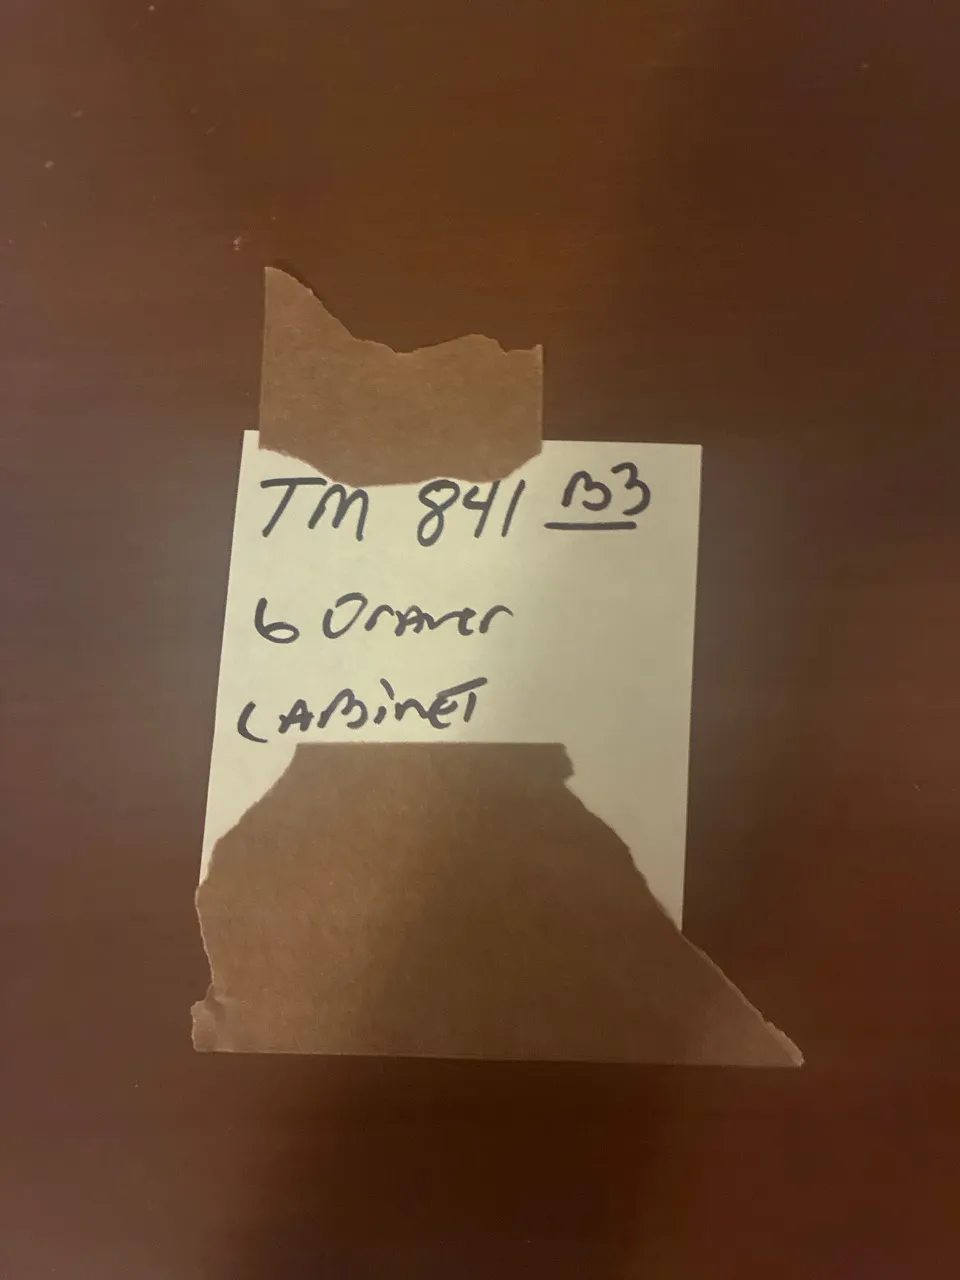 TM 841 B3
6 Drawer
CABiNET